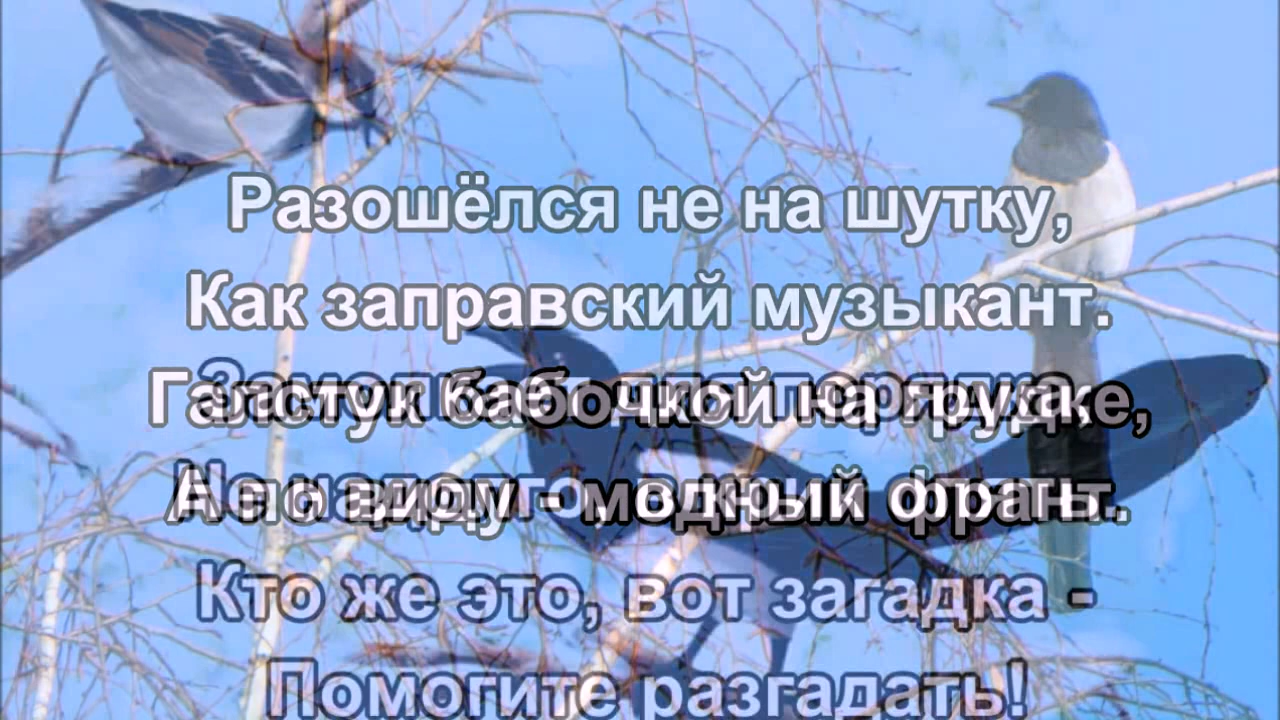 Разошёлся не на шутку,
Как заправский музыкант.
Галстук бабочкой на грудке,
А по виду - модный франт.
Кто же это, вот загадка -
Помогите разгадать!